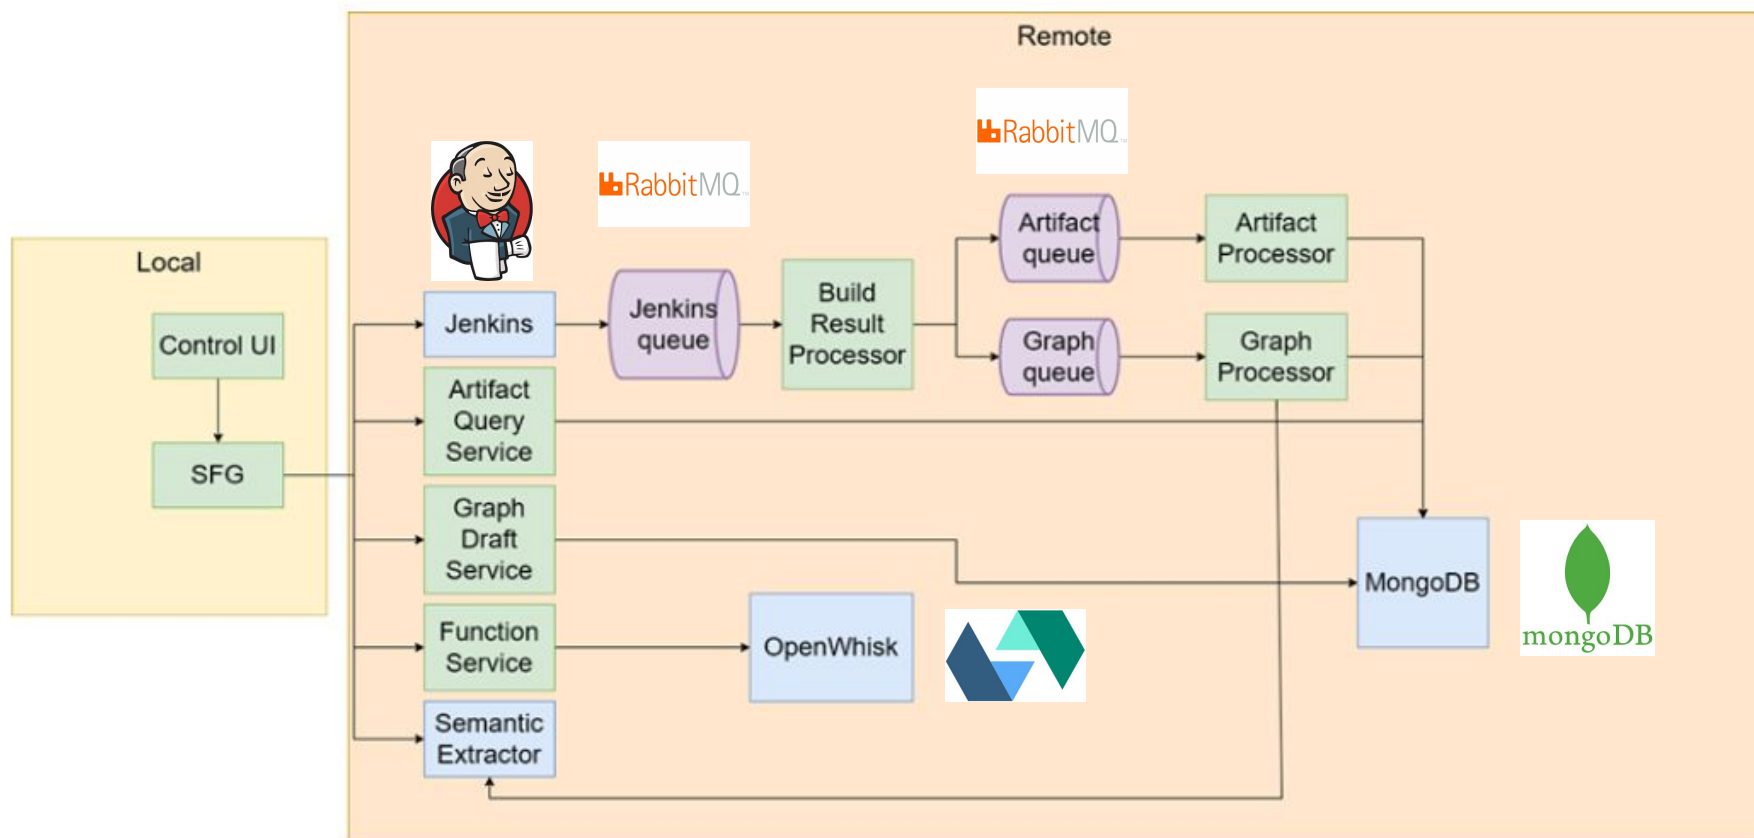 Remote
RabbitMQ
RabbitMQ
Local
Control UI
SFG
Jenkins
Jenkins
queue
Build
Result
Processor
Artifact
queue
Artifact
Processor
Graph
queue
Graph
Processor
Artifact
Query
Service
Graph
Draft
Service
Function
Service
OpenWhisk
Semantic
Extractor
MongoDB
mongoDB